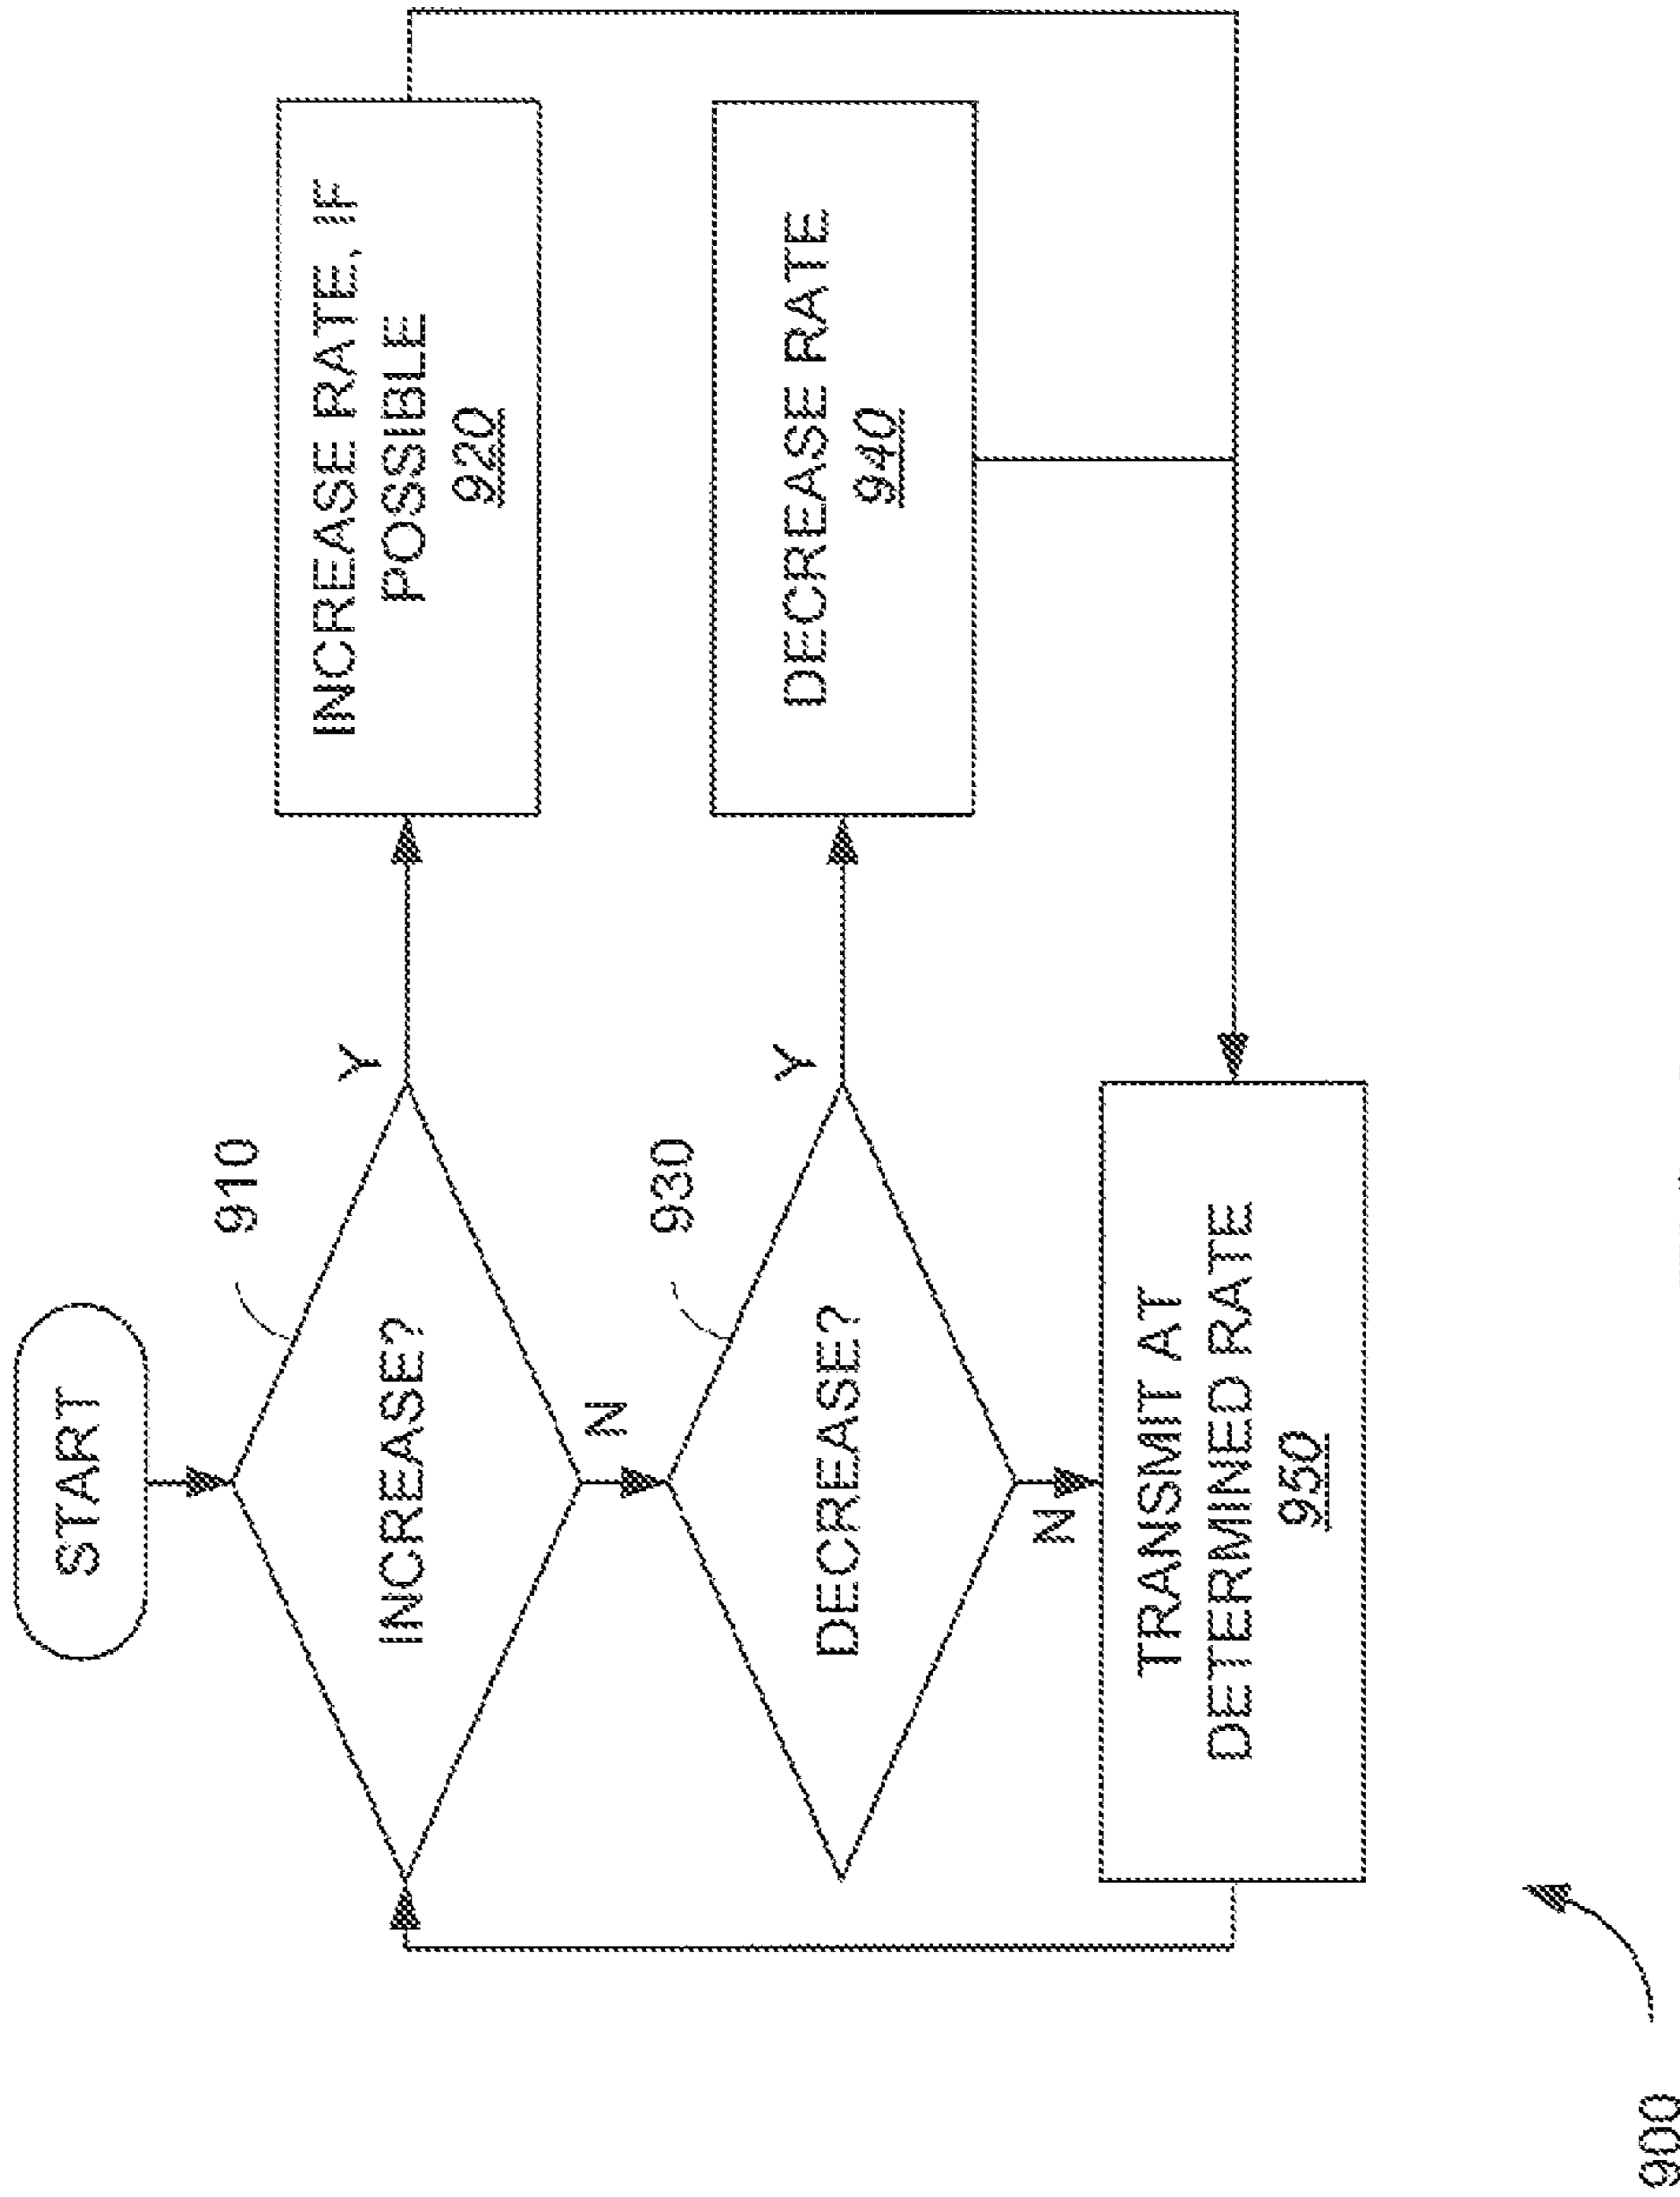 START
910
INCREASE?
Y
INCREASE RATE, IF
POSSIBLE
920
N
930
DECREASE?
Y
DECREASE RATE
940
N
TRANSMIT AT
DETERMINED RATE
950
900